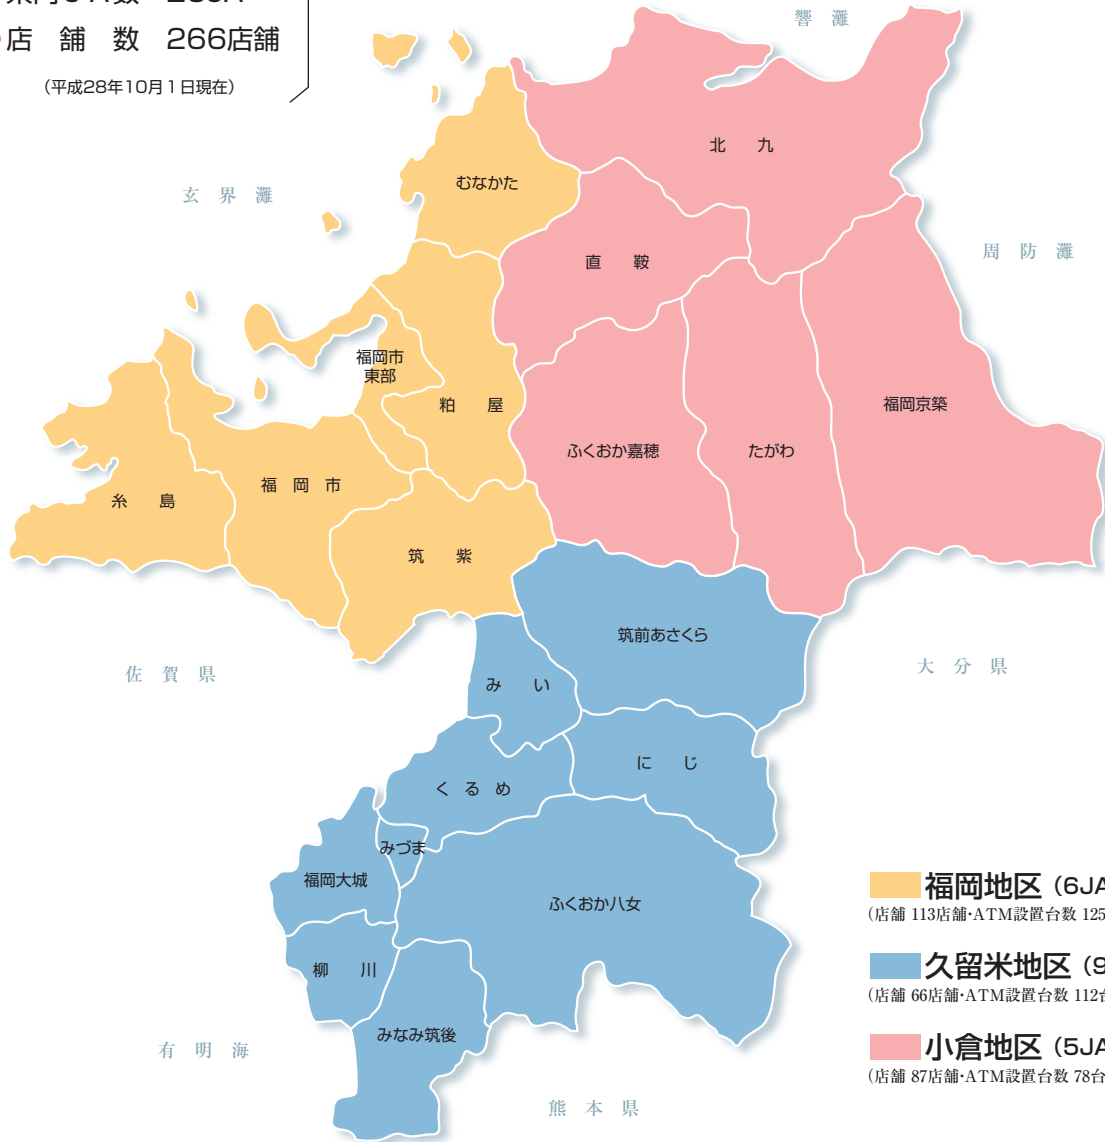 店舗数 266店舗
(平成28年10月1日現在)
響灘
北九
むなかた
玄界灘
周防灘
直鞍
福岡市
東部
粕屋
福岡京築
ふくおか嘉穂
たがわ
福岡市
糸島
筑紫
筑前あさくら
佐賀県
大分県
みい
にじ
くるめ
みづま
福岡大城
ふくおか八女
柳川
みなみ筑後
有明海
熊本県
福岡地区(6JA
(店舗 113店舗・ATM設置台数 125
久留米地区(9
(店舗 66店舗・ATM設置台数 112台
小倉地区(5JA
(店舗 87店舗・ATM設置台数 78台